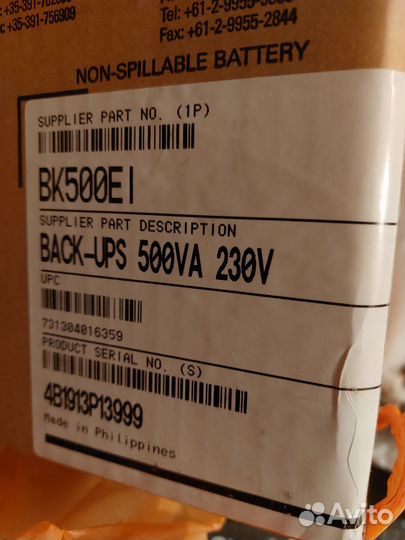 Tel: +61-2-9955-
+35-391-756909
Fax: +61-2-9955-2844
NON-SPILLABLE BATTERY
SUPPLIER PART NO. (1P)
BK500EI
SUPPLIER PART DESCRIPTION
BACK-UPS 500VA 230V
UPC
731304016359
PRODUCT SERIAL NO. (S)
4B1913P13999
Made in Philippines
Avito